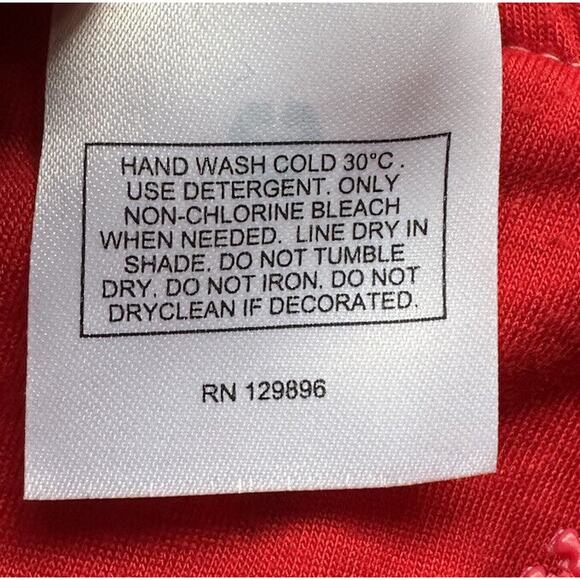 HAND WASH COLD 30°C .
USE DETERGENT. ONLY
NON-CHLORINE BLEACH
WHEN NEEDED. LINE DRY IN
SHADE. DO NOT TUMBLE
DRY. DO NOT IRON. DO NOT
DRYCLEAN IF DECORATED.
RN 129896